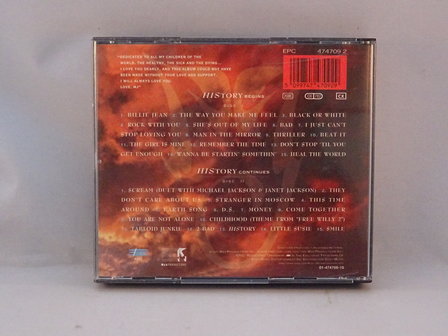 "DEDICATED TO ALL MY CHILDREN OF THE
WORLD, THE HEALTHY, THE SICK AND THE DYING...
I LOVE YOU DEARLY, AND THIS ALBUM COULD NOT HAVE
BEEN MADE WITHOUT YOUR LOVE AND SUPPORT.
I WILL ALWAYS LOVE YOU
LOVE, MJ"
EPC 474709 2
HISTORY BEGINS
DISC I
1. BILLIE JEAN 2. THE WAY YOU MAKE ME FEEL 3. BLACK OR WHITE
4. ROCK WITH YOU 5. SHE'S OUT OF MY LIFE 6. BAD 7. I JUST CAN'T
STOP LOVING YOU 8. MAN IN THE MIRROR 9. THRILLER 10. BEAT IT
11. THE GIRL IS MINE 12. REMEMBER THE TIME 13. DON'T STOP 'TIL YOU
GET ENOUGH 14. WANNA BE STARTIN' SOMETHIN' 15. HEAL THE WORLD
HISTORY CONTINUES
DISC II
1. SCREAM (DUET WITH MICHAEL JACKSON & JANET JACKSON) 2. THEY
DON'T CARE ABOUT US 3. STRANGER IN MOSCOW 4. THIS TIME
AROUND 5. EARTH SONG 6. D.S. 7. MONEY 8. COME TOGETHER
9. YOU ARE NOT ALONE 10. CHILDHOOD (THEME FROM "FREE WILLY 2")
11. TABLOID JUNKIE 12. 2 BAD 13. HISTORY 14. LITTLE SUSIE 15. SMILE
01-474709-10